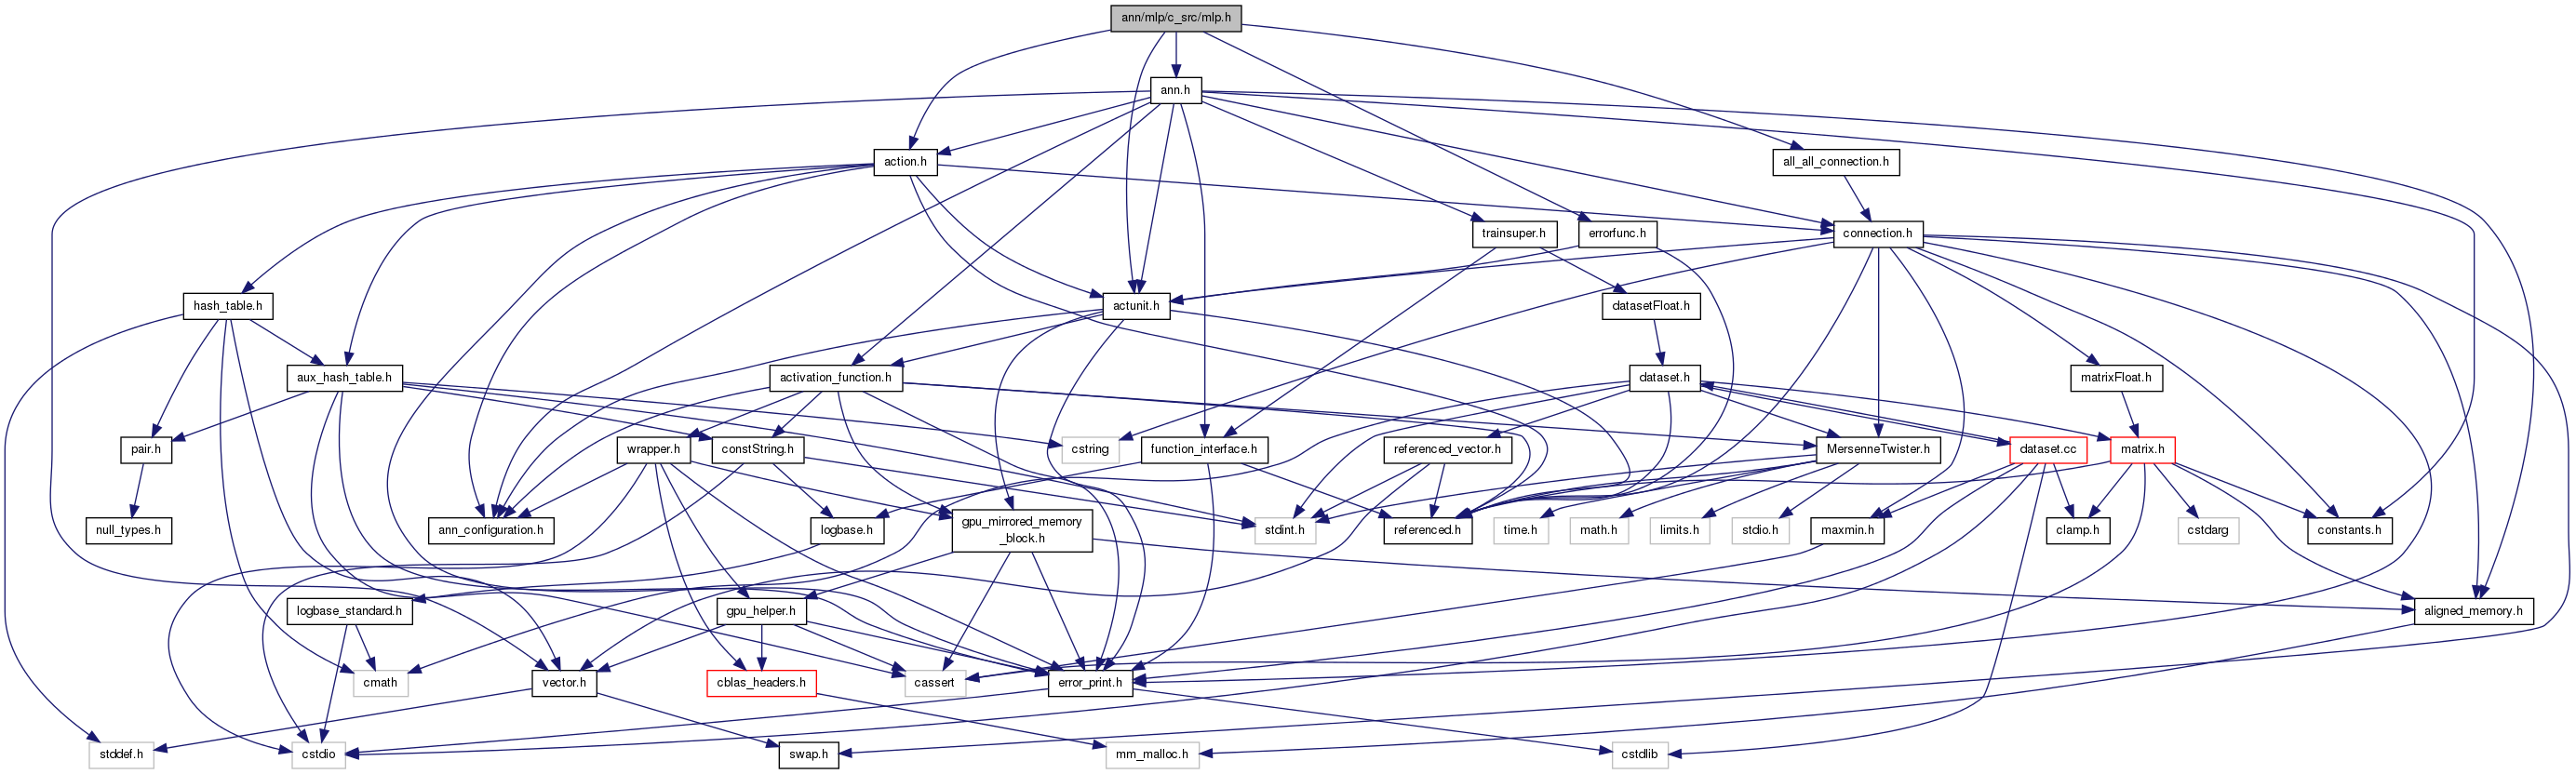 ann/mlp/c_src/mlp.h
ann.h
action.h
all_all_connection.h
trainsuper.h
errorfunc.h
connection.h
hash_table.h
actunit.h
datasetFloat.h
aux_hash_table.h
activation_function.h
dataset.h
matrixFloat.h
pair.h
wrapper.h
constString.h
cstring
function_interface.h
referenced_vector.h
MersenneTwister.h
dataset.cc
matrix.h
null_types.h
ann_configuration.h
logbase.h
gpu_mirrored_memory
_block.h
stdint.h
referenced.h
time.h
math.h
limits.h
stdio.h
maxmin.h
clamp.h
cstdarg
constants.h
logbase_standard.h
gpu_helper.h
aligned_memory.h
cmath
vector.h
cblas_headers.h
cassert
error_print.h
stddef.h
cstdio
swap.h
mm_malloc.h
cstdlib